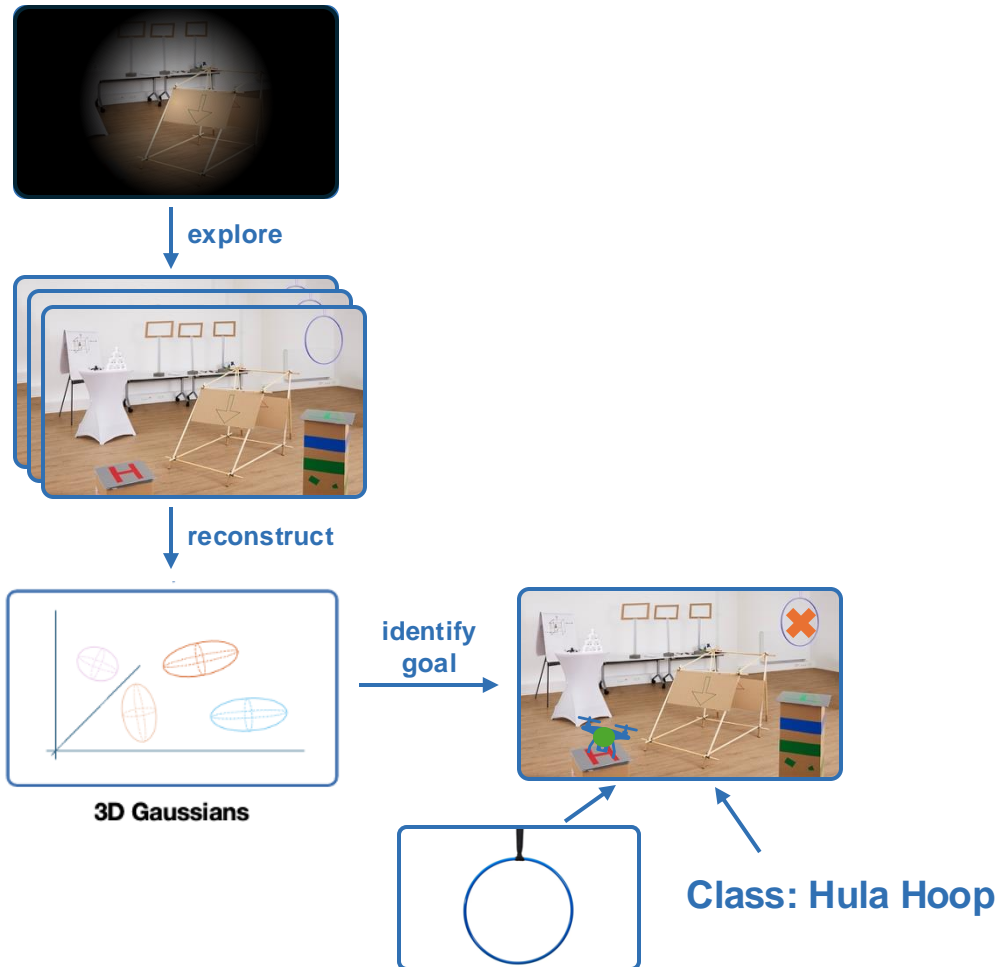 explore
H
reconstruct
identify
goal
H
3D Gaussians
Class: Hula Hoop